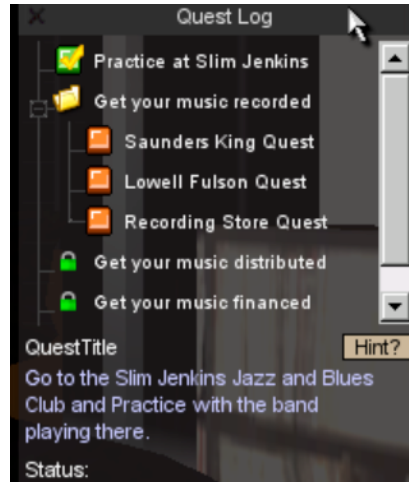 Quest Log
Practice at Slim Jenkins
Get your music recorded
Saunders King Quest
Lowell Fulson Quest
Recording Store Quest
Get your music distributed
Get your music financed
QuestTitle
Hint?
Go to the Slim Jenkins Jazz and Blues
Club and Practice with the band
playing there.
Status: